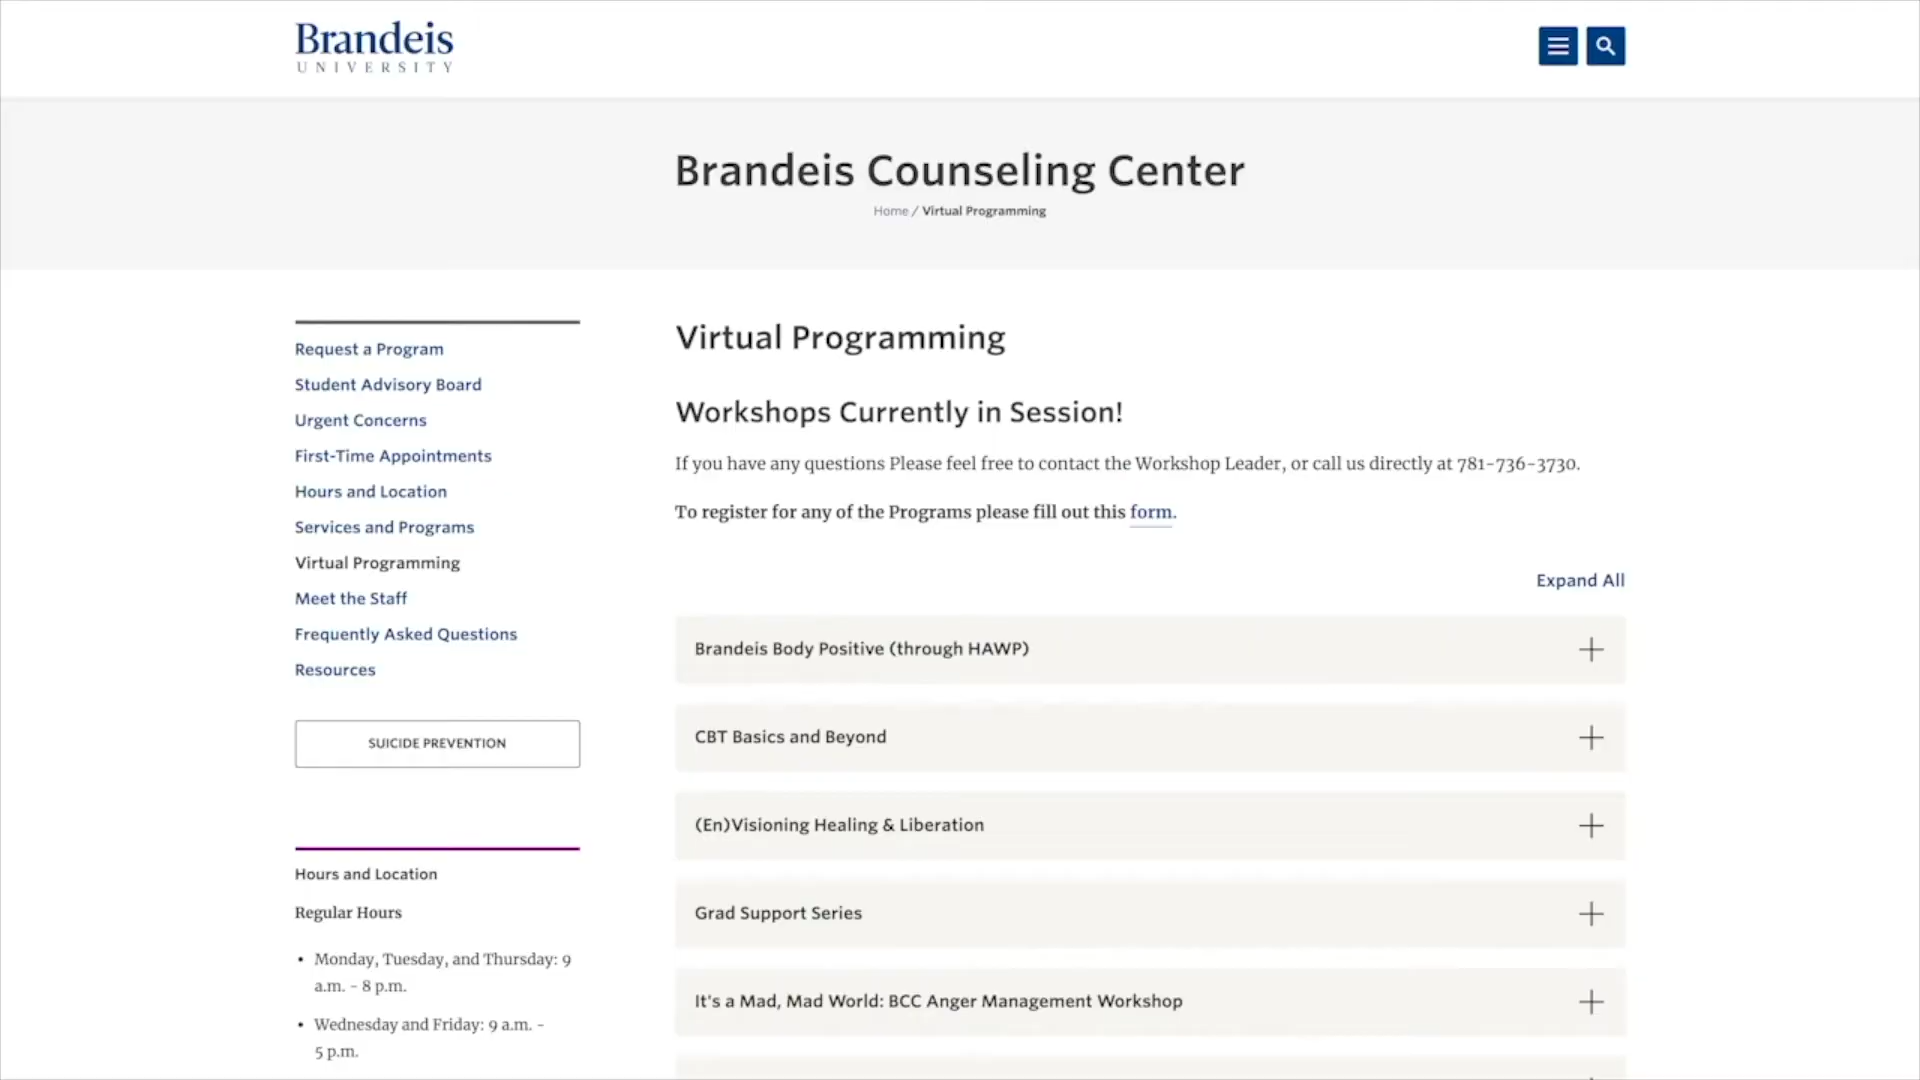 Brandeis
UNIVERSITY
Brandeis Counseling Center
Home / Virtual Programming
Request a Program
Student Advisory Board
Urgent Concerns
First-Time Appointments
Hours and Location
Services and Programs
Virtual Programming
Meet the Staff
Frequently Asked Questions
Resources
SUICIDE PREVENTION
Hours and Location
Regular Hours
• Monday, Tuesday, and Thursday: 9
a.m. - 8 p.m.
• Wednesday and Friday: 9 a.m. -
5 p.m.
Virtual Programming
Workshops Currently in Session!
If you have any questions Please feel free to contact the Workshop Leader, or call us directly at 781-736-3730.
To register for any of the Programs please fill out this form.
Expand All
Brandeis Body Positive (through HAWP)
CBT Basics and Beyond
(En)Visioning Healing & Liberation
Grad Support Series
It's a Mad, Mad World: BCC Anger Management Workshop